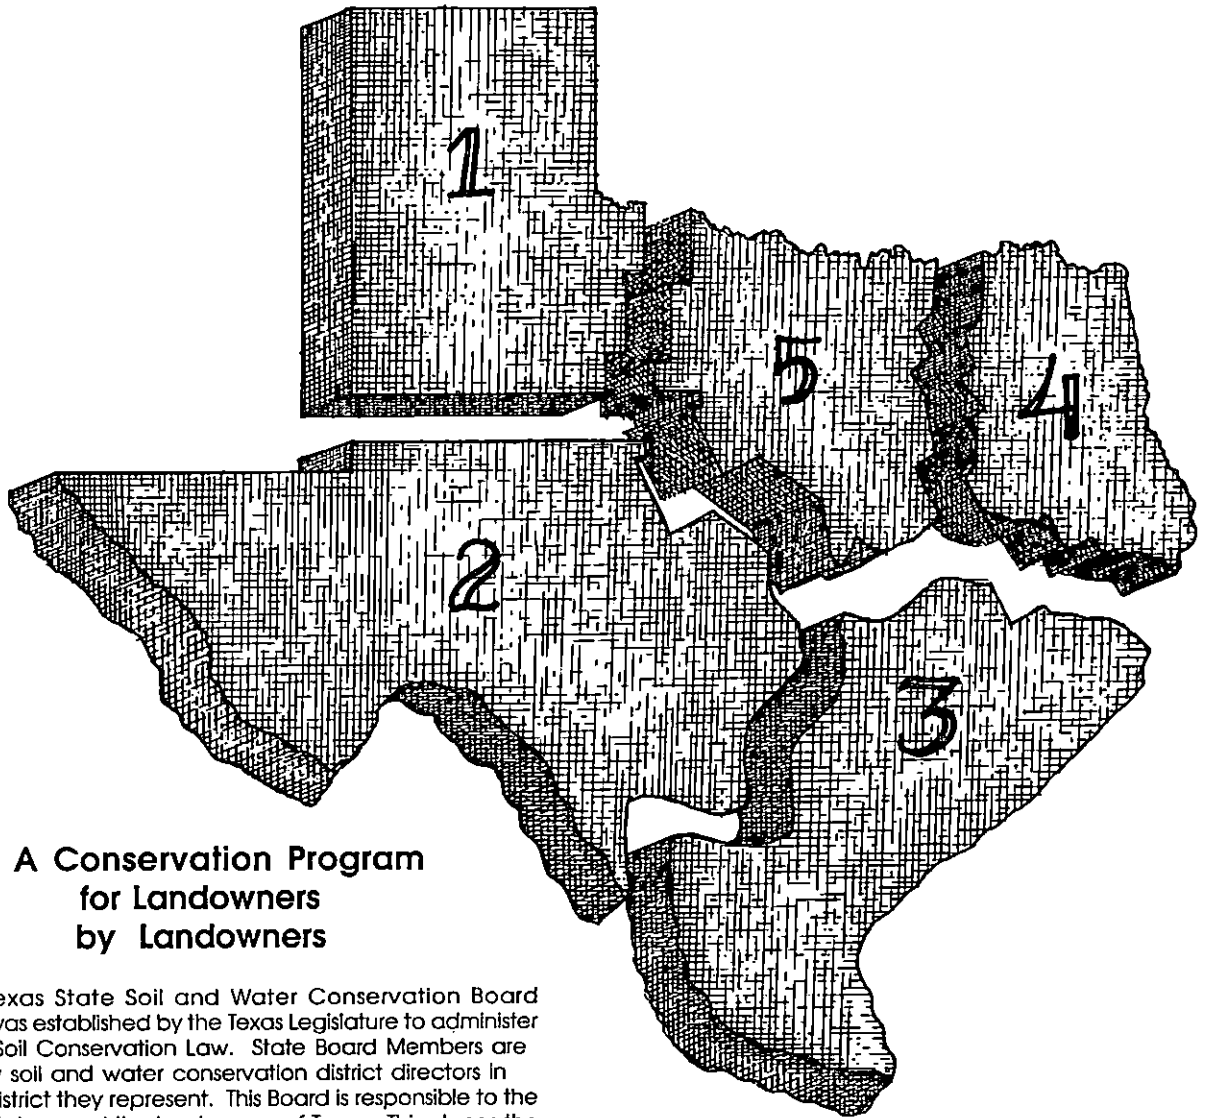 1
5
4
2
3
A Conservation Program
for Landowners
by Landowners
exas State Soil and Water Conservation Board
was established by the Texas Legislature to administer
Soil Conservation Law. State Board Members are
soil and water conservation district directors in
istrict they represent. This Board is responsible to the